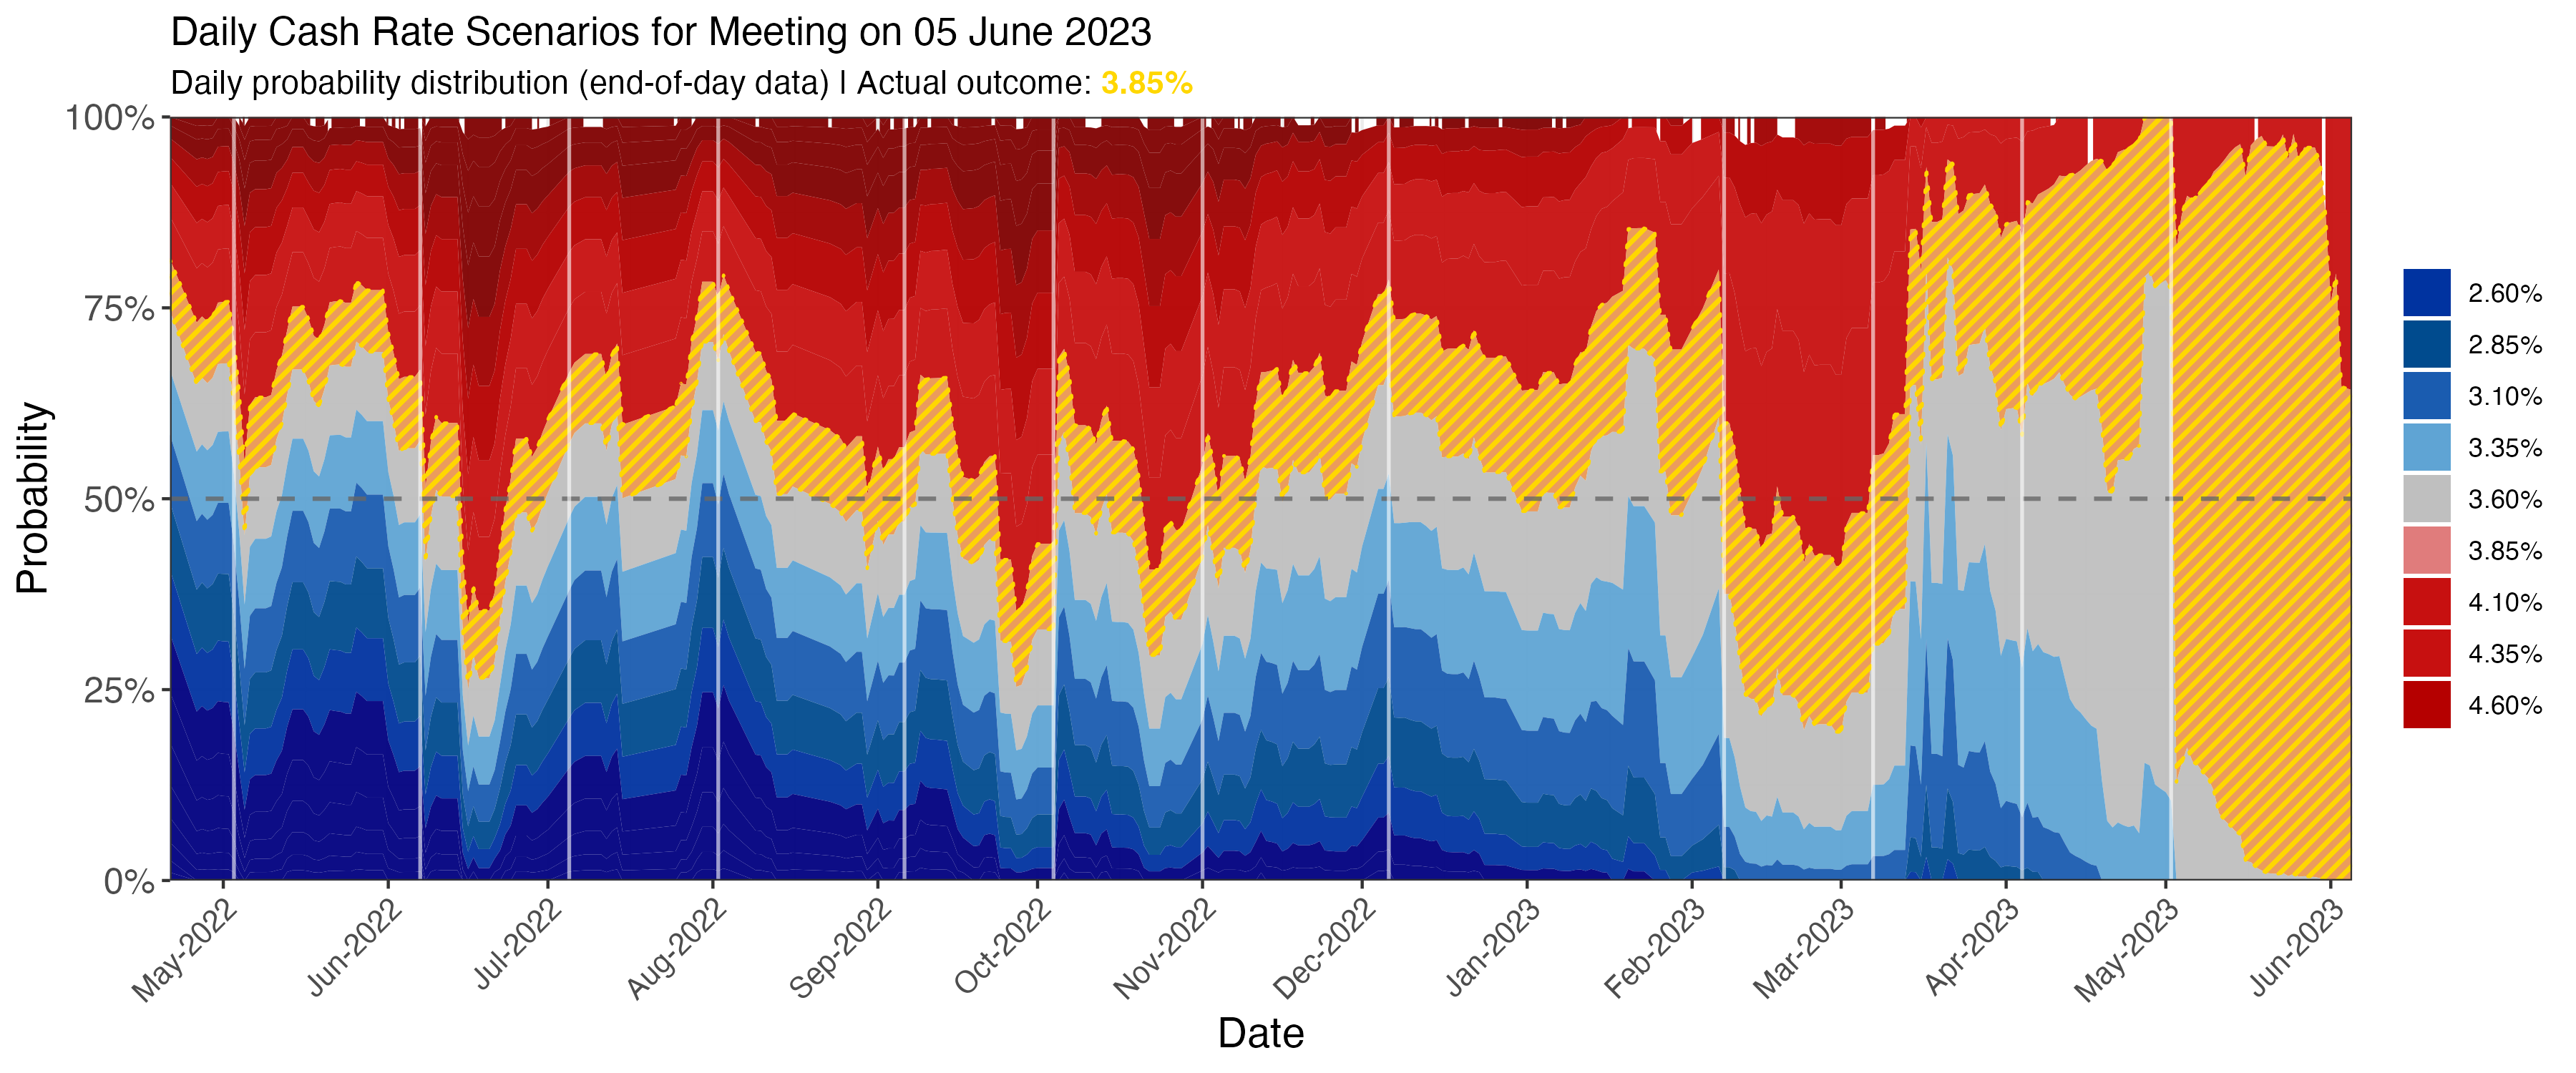 Daily Cash Rate Scenarios for Meeting on 05 June 2023
Daily probability distribution (end-of-day data) | Actual outcome: 3.85%
100%
75%
50%
25%
0%
Probability
May-2022
Jun-2022
Jul-2022
Aug-2022
Sep-2022
Oct-2022
Nov-2022
Dec-2022
Jan-2023
Feb-2023
Mar-2023
Apr-2023
May-2023
Jun-2023
Date
2.60%
2.85%
3.10%
3.35%
3.60%
3.85%
4.10%
4.35%
4.60%